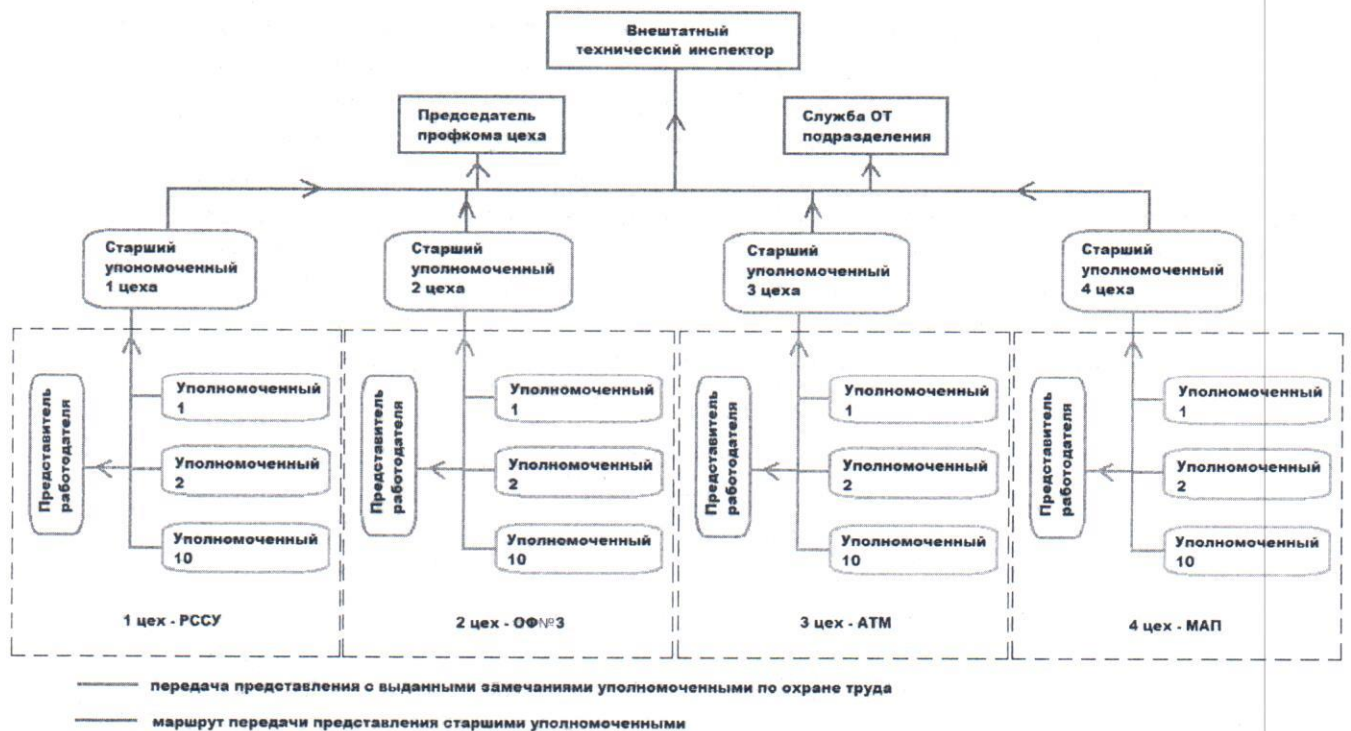 Внештатный
технический инспектор
Председатель
профкома цеха
Служба ОТ
подразделения
Старший
упономоченный
1 цеха
Старший
уполномоченный
2 цеха
Старший
уполномоченный
3 цеха
Старший
уполномоченный
4 цеха
Представитель
работодателя
Уполномоченный
1
Уполномоченный
2
Уполномоченный
10
1 цех - РССУ
Представитель
работодателя
Уполномоченный
1
Уполномоченный
2
Уполномоченный
10
2 цех - ОФ№3
Представитель
работодателя
Уполномоченный
1
Уполномоченный
2
Уполномоченный
10
3 цех - АТМ
Представитель
работодателя
Уполномоченный
1
Уполномоченный
2
Уполномоченный
10
4 цех - МАП
передача представления с выданными замечаниями уполномоченными по охране труда
маршрут передачи представления старшими уполномоченными